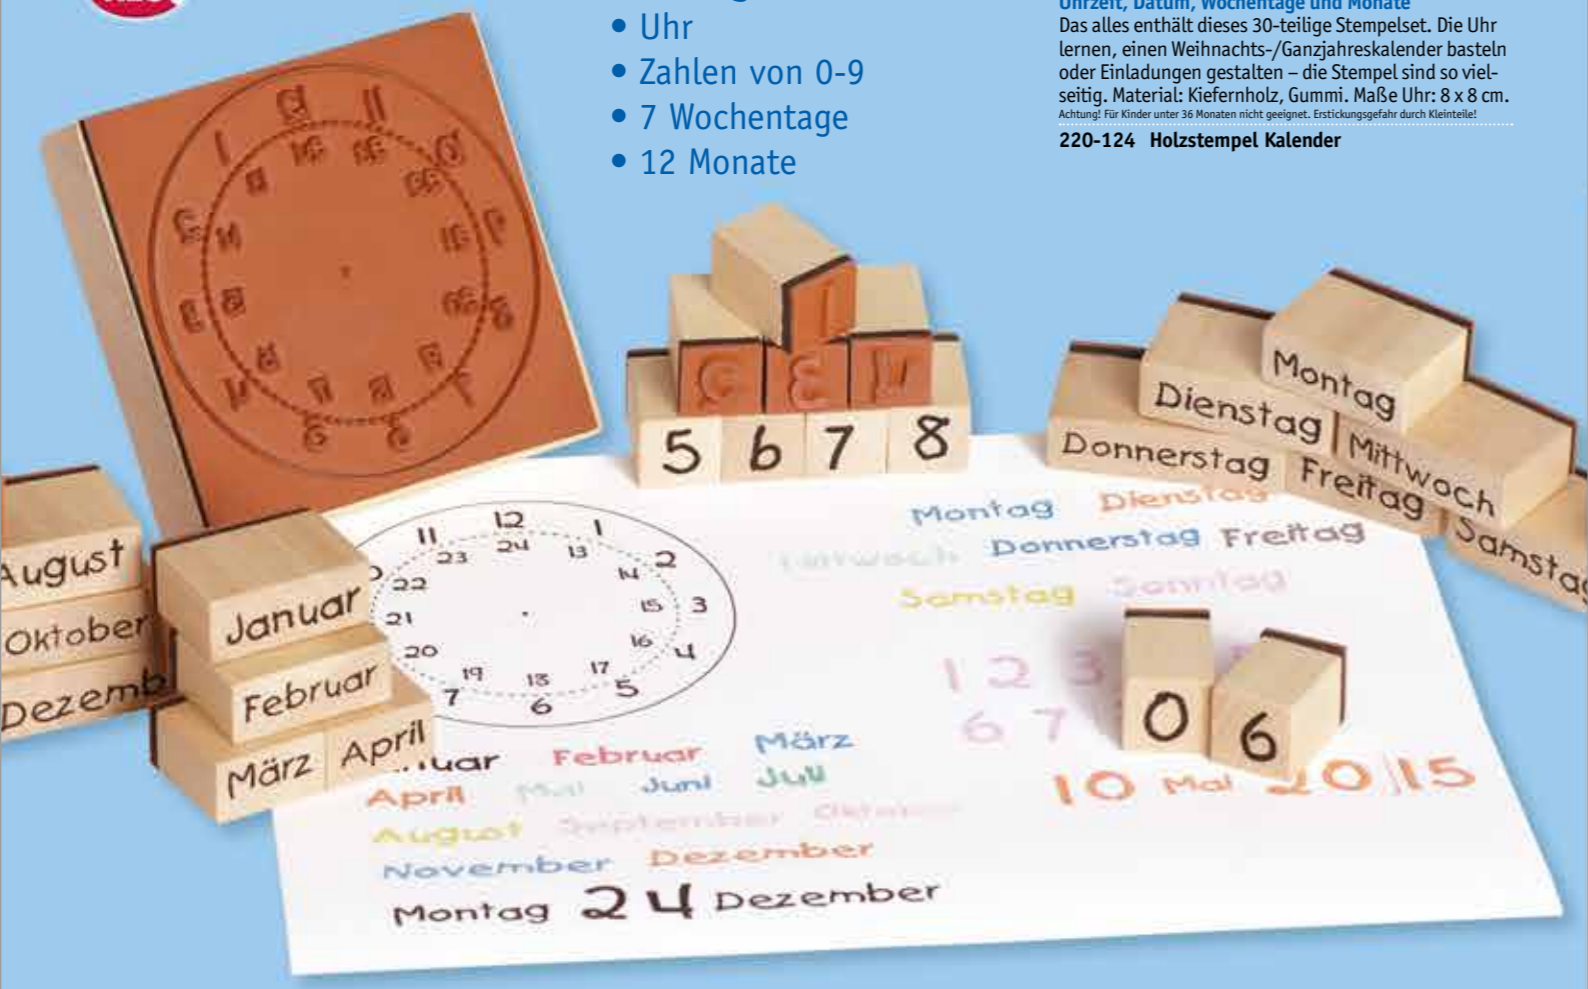 Uhrzeit, Datum, Wochentage und Monate
Das alles enthält dieses 30-teilige Stempelset. Die Uhr
lernen, einen Weihnachts-/Ganzjahreskalender basteln
oder Einladungen gestalten – die Stempel sind so viel-
seitig. Material: Kiefernholz, Gummi. Maße Uhr: 8 x 8 cm.
Achtung! Für Kinder unter 36 Monaten nicht geeignet. Erstickungsgefahr durch Kleinteile!
220-124 Holzstempel Kalender
• Uhr
• Zahlen von 0-9
• 7 Wochentage
• 12 Monate
5 6 7 8
Montag
Dienstag Mittwoch
Donnerstag Freitag Samstag
August
Oktober
Dezemb
Januar
Februar
März April
11 12 1 2 3 4 5 6 7
23 24 13 14 15 16 17 18 19 20 21 22
Montag Dienstag
Mittwoch Donnerstag Freitag
Samstag Sonntag
1 2 3
6 7
0 6
10 Mai 2015
nuar Februar März
April Mai Juni Juli
August September Oktober
November Dezember
Montag 24 Dezember